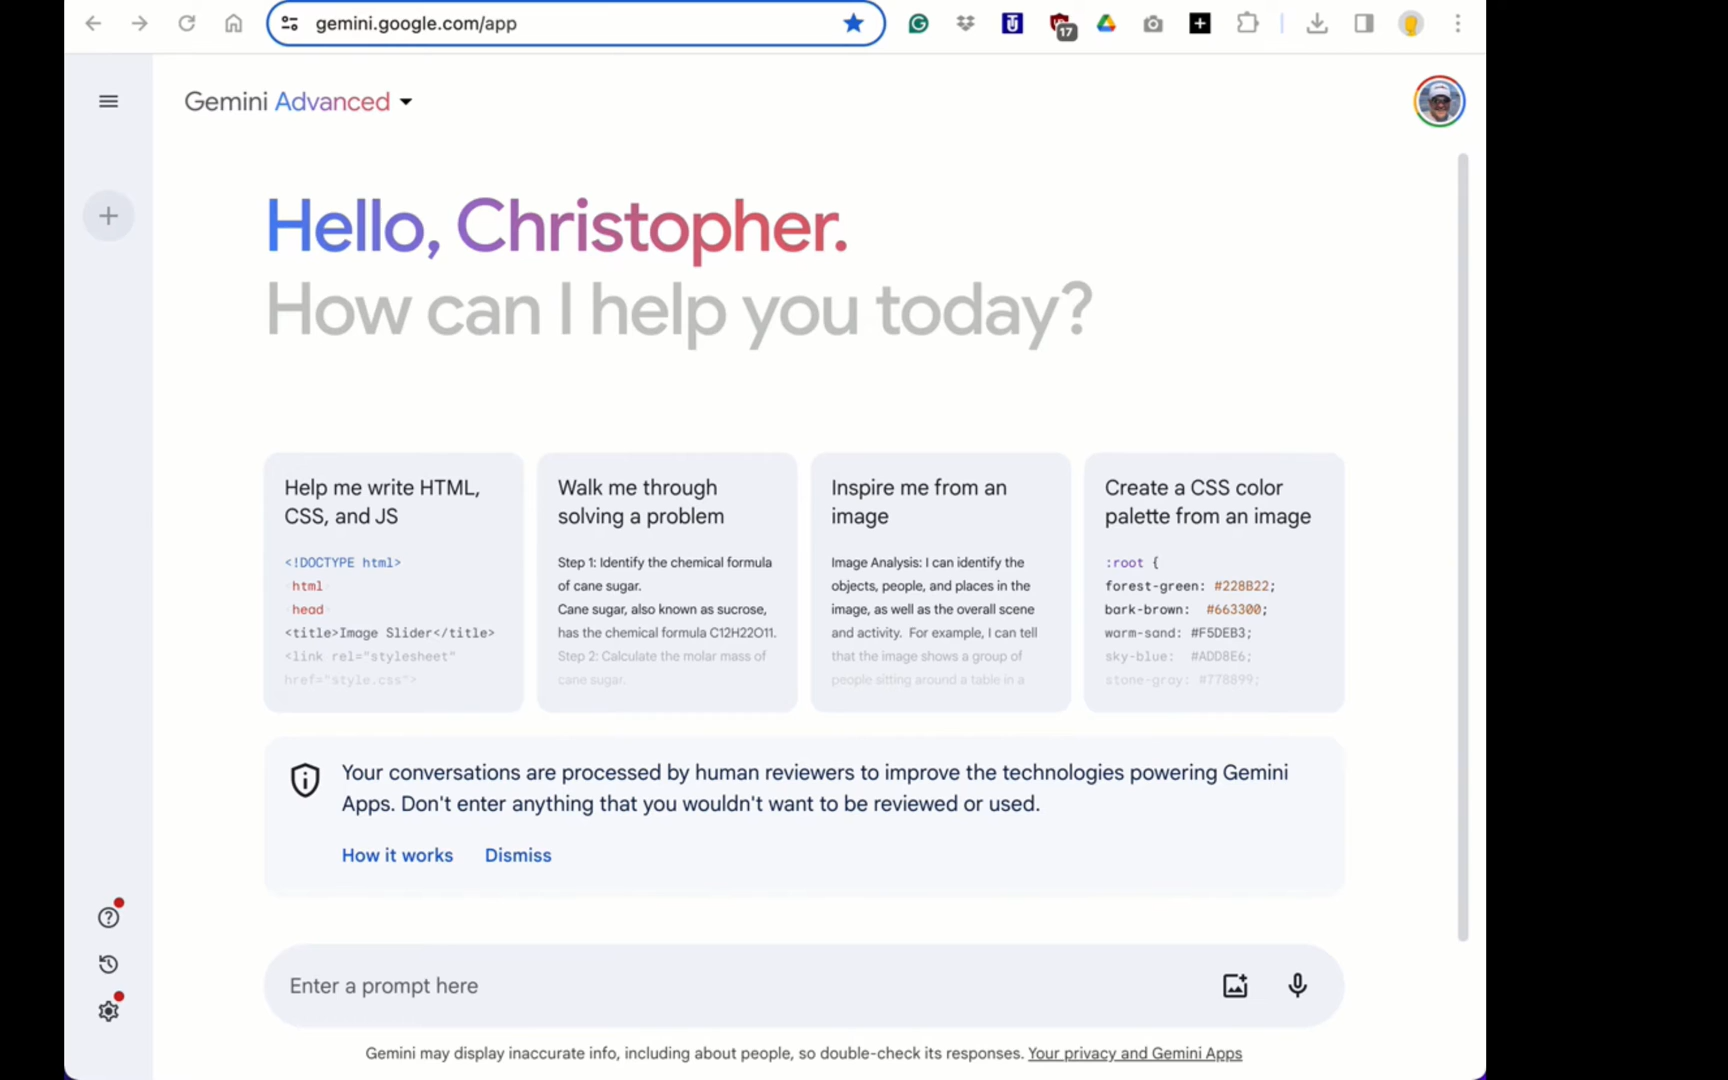 gemini.google.com/app
17
Gemini Advanced
Hello, Christopher.
How can I help you today?
Help me write HTML,
CSS, and JS
<!DOCTYPE html>
html
head
<title>Image Slider</title>
<link rel="stylesheet"
href="style.css">
Walk me through
solving a problem
Step 1: Identify the chemical formula
of cane sugar.
Cane sugar, also known as sucrose,
has the chemical formula C12H22O11.
Step 2: Calculate the molar mass of
cane sugar.
Inspire me from an
image
Image Analysis: I can identify the
objects, people, and places in the
image, as well as the overall scene
and activity. For example, I can tell
that the image shows a group of
people sitting around a table in a
Create a CSS color
palette from an image
:root {
forest-green: #228B22;
bark-brown: #663300;
warm-sand: #F5DEB3;
sky-blue: #ADD8E6;
stone-gray: #778899;
Your conversations are processed by human reviewers to improve the technologies powering Gemini
Apps. Don't enter anything that you wouldn't want to be reviewed or used.
How it works Dismiss
Enter a prompt here
Gemini may display inaccurate info, including about people, so double-check its responses. Your privacy and Gemini Apps